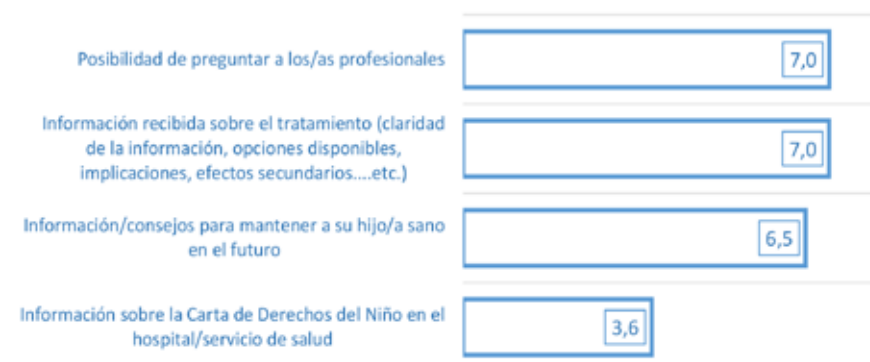 Posibilidad de preguntar a los/as profesionales
7,0
Información recibida sobre el tratamiento (claridad
de la información, opciones disponibles,
implicaciones, efectos secundarios....etc.)
7,0
Información/consejos para mantener a su hijo/a sano
en el futuro
6,5
Información sobre la Carta de Derechos del Niño en el
hospital/servicio de salud
3,6